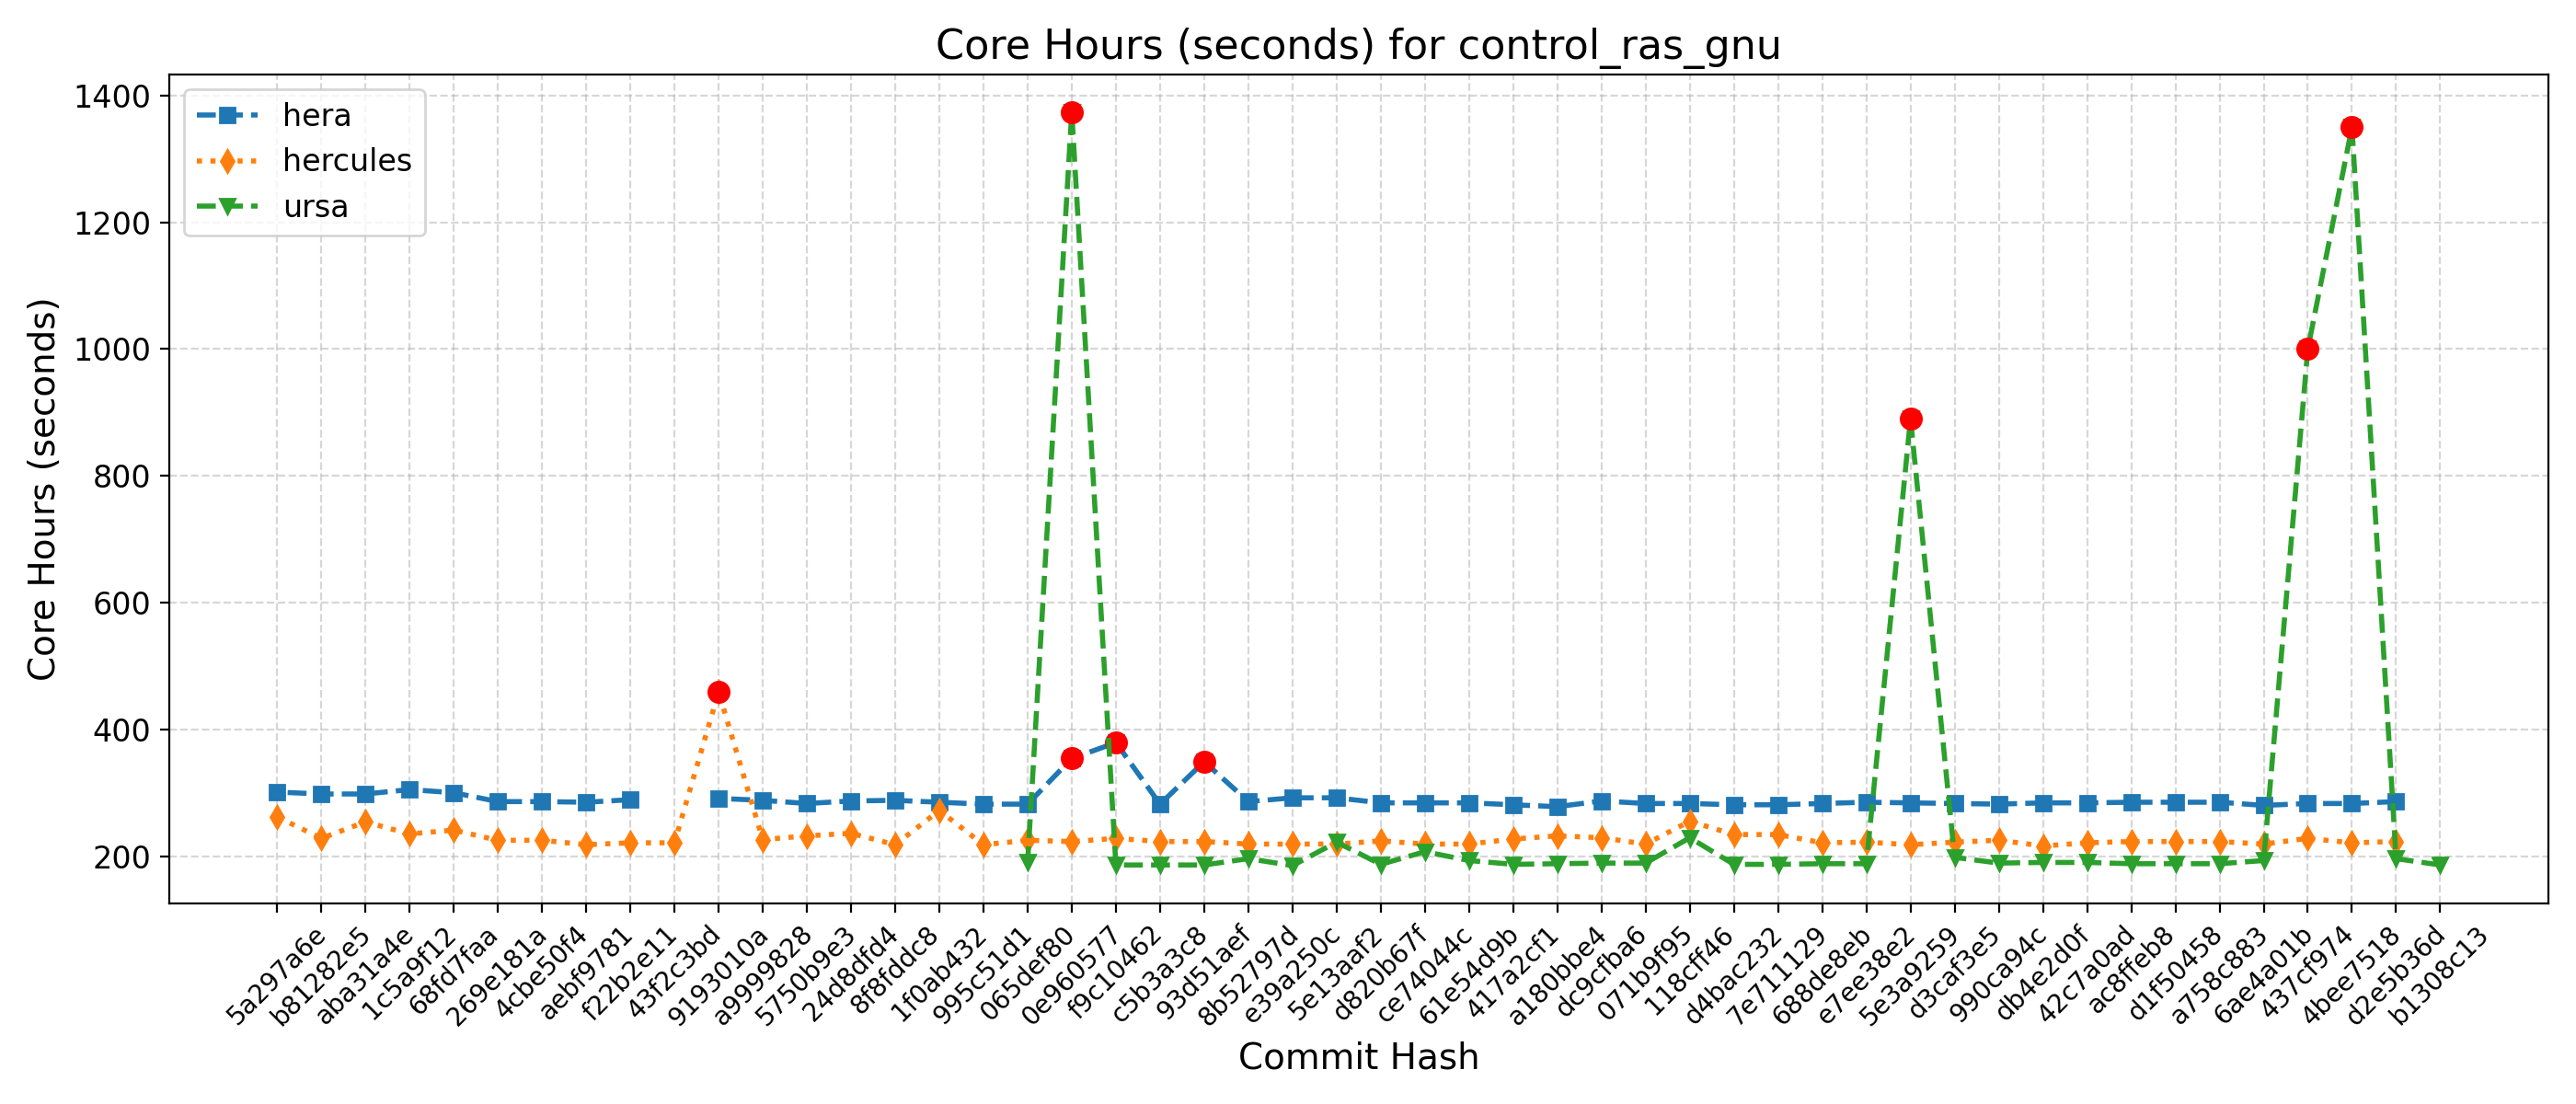 Core Hours (seconds) for control_ras_gnu
1400
1200
1000
800
600
400
200
Core Hours (seconds)
hera
hercules
ursa
5a297a6e
b81282e5
aba31a4e
1c5a9f12
68fd7faa
269e181a
4cbe50f4
aebf9781
f22b2e11
43f2c3bd
9193010a
a9999828
5750b9e3
24d8dfd4
8f8fddc8
1f0ab432
995c51d1
065def80
0e960577
f9c10462
c5b3a3c8
93d51aef
8b52797d
e39a250c
5e13aaf2
d820b67f
ce74044c
61e54d9b
417a2cf1
a180bbe4
dc9cfba6
071b9f95
118cff46
d4bac232
7e711129
688de8eb
e7ee38e2
5e3a9259
d3caf3e5
990ca94c
db4e2d0f
42c7a0ad
ac8ffeb8
d1f50458
a758c883
6ae4a01b
437cf974
4bee7518
d2e5b36d
b1308c13
Commit Hash